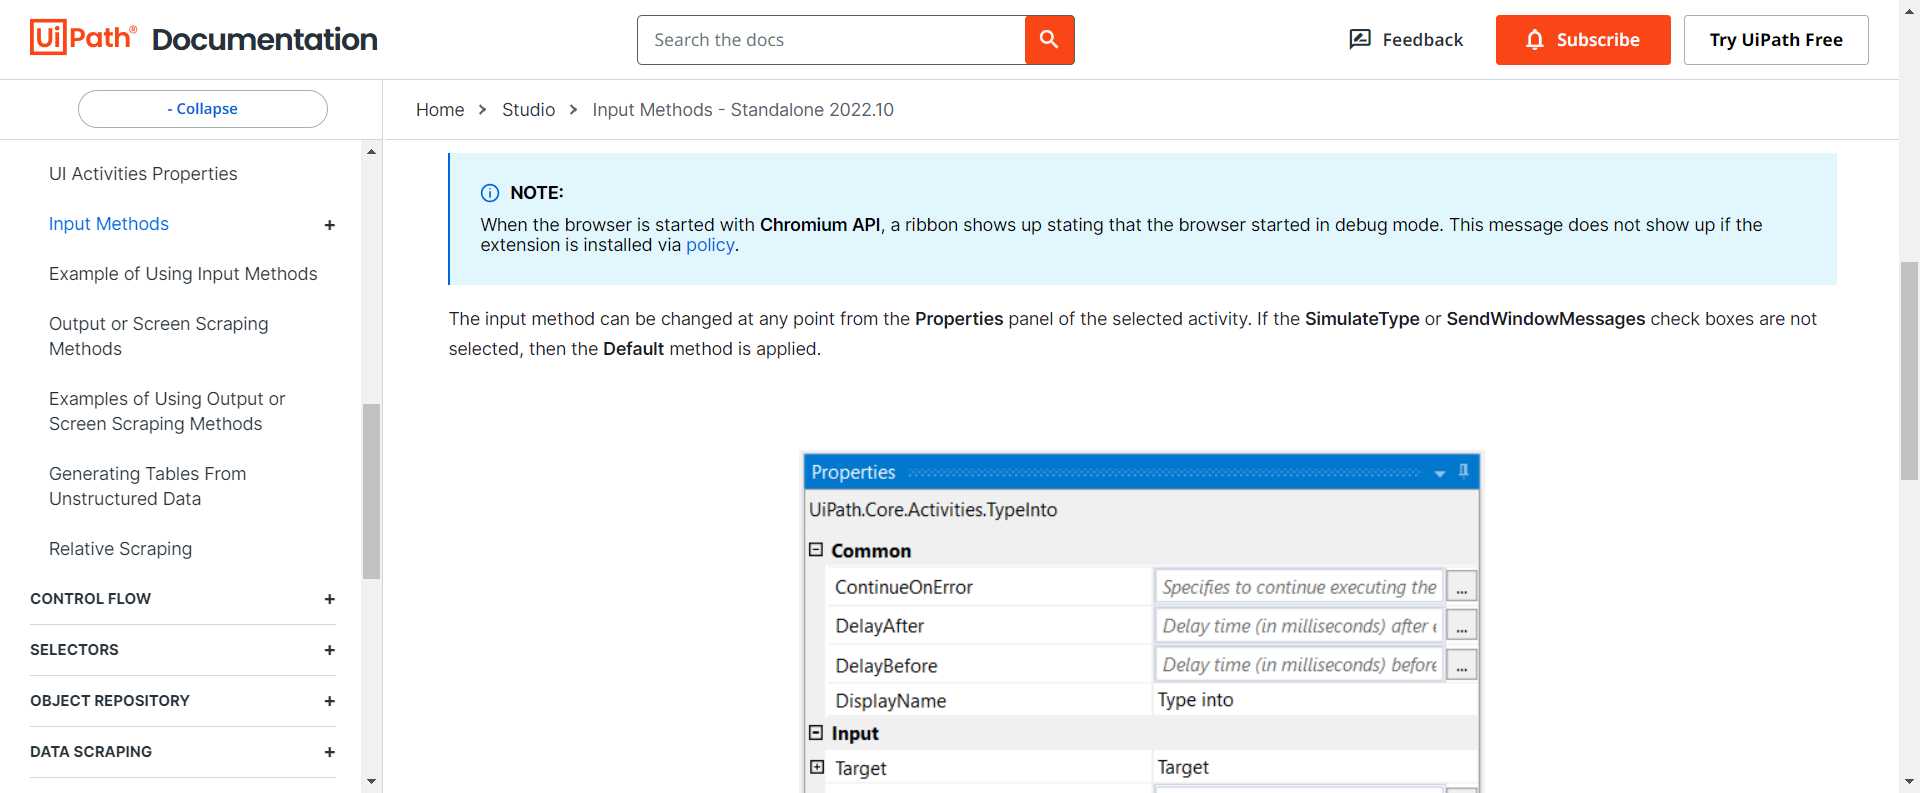 UiPath® Documentation
Search the docs
Feedback
Subscribe
Try UiPath Free
- Collapse
Home > Studio > Input Methods - Standalone 2022.10
UI Activities Properties
Input Methods +
Example of Using Input Methods
Output or Screen Scraping
Methods
Examples of Using Output or
Screen Scraping Methods
Generating Tables From
Unstructured Data
Relative Scraping
CONTROL FLOW +
SELECTORS +
OBJECT REPOSITORY +
DATA SCRAPING +
NOTE:
When the browser is started with Chromium API, a ribbon shows up stating that the browser started in debug mode. This message does not show up if the
extension is installed via policy.
The input method can be changed at any point from the Properties panel of the selected activity. If the SimulateType or SendWindowMessages check boxes are not
selected, then the Default method is applied.
Properties
UiPath.Core.Activities.TypeInto
Common
ContinueOnError Specifies to continue executing the ...
DelayAfter Delay time (in milliseconds) after ...
DelayBefore Delay time (in milliseconds) before ...
DisplayName Type into
Input
Target Target